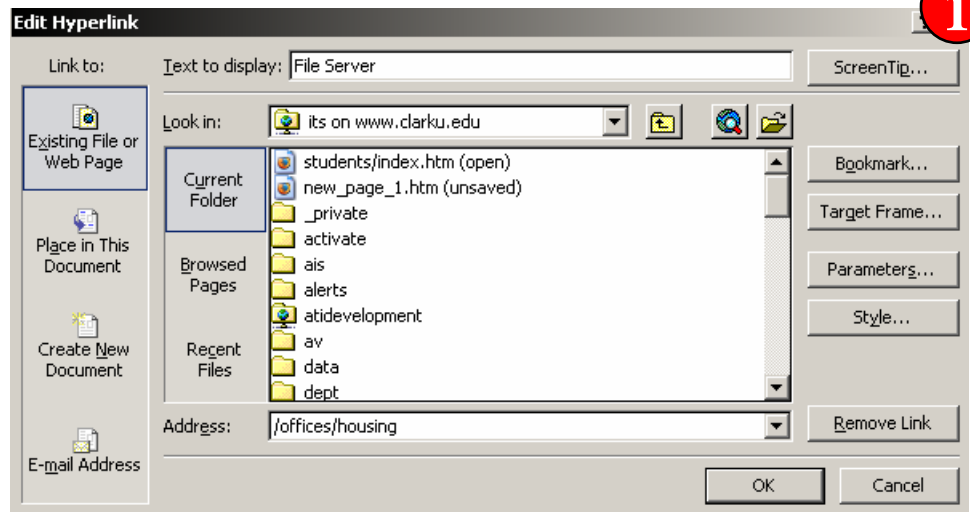 Edit Hyperlink
1
Link to:
Text to display: File Server
ScreenTip...
Existing File or
Web Page
Look in: its on www.clarku.edu
Current
Folder
students/index.htm (open)
new_page_1.htm (unsaved)
_private
activate
ais
alerts
atidevelopment
av
data
dept
Bookmark...
Target Frame...
Place in This
Document
Browsed
Pages
Parameters...
Style...
Create New
Document
Recent
Files
Address: /offices/housing
Remove Link
E-mail Address
OK
Cancel